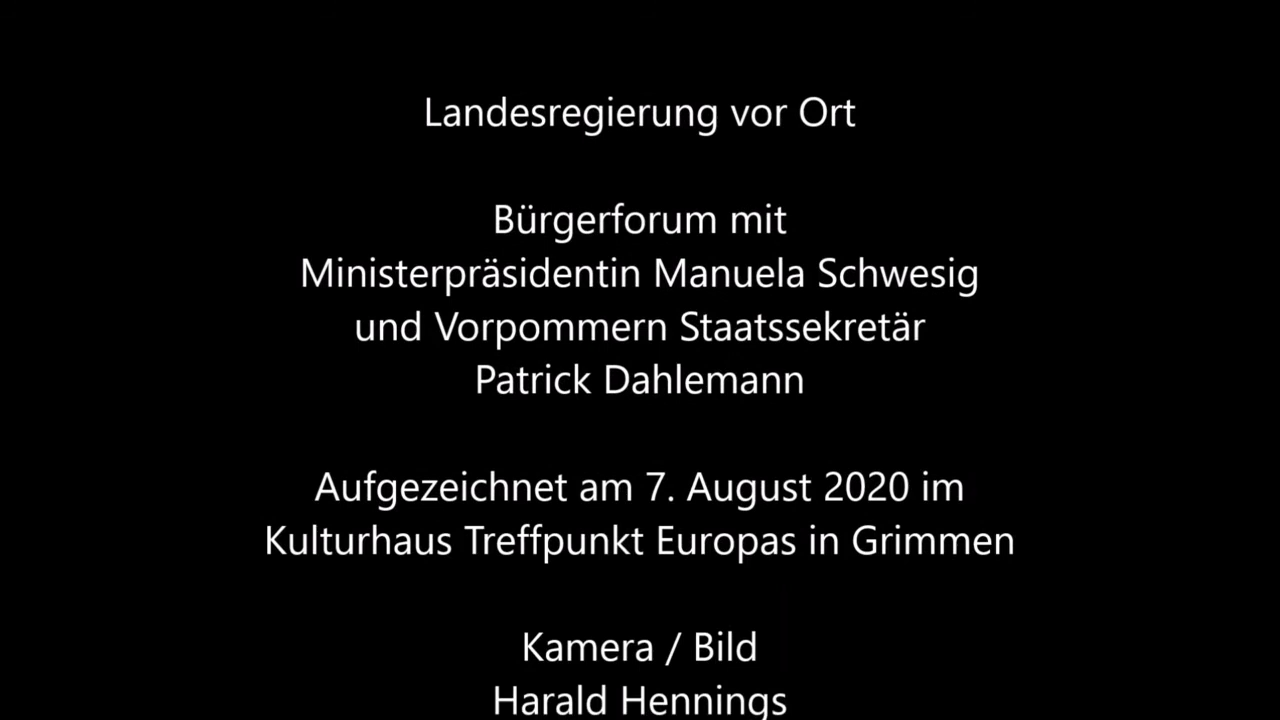 Landesregierung vor Ort
Bürgerforum mit
Ministerpräsidentin Manuela Schwesig
und Vorpommern Staatssekretär
Patrick Dahlemann
Aufgezeichnet am 7. August 2020 im
Kulturhaus Treffpunkt Europas in Grimmen
Kamera / Bild
Harald Hennings